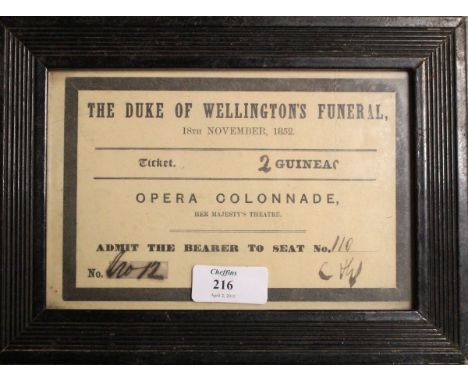 THE DUKE OF WELLINGTON'S FUNERAL,
18TH NOVEMBER, 1852.
Ticket. 2 GUINEAS
OPERA COLONNADE,
HER MAJESTY'S THEATRE.
ADMIT THE BEARER TO SEAT No. 110
No.
Cheffins
216